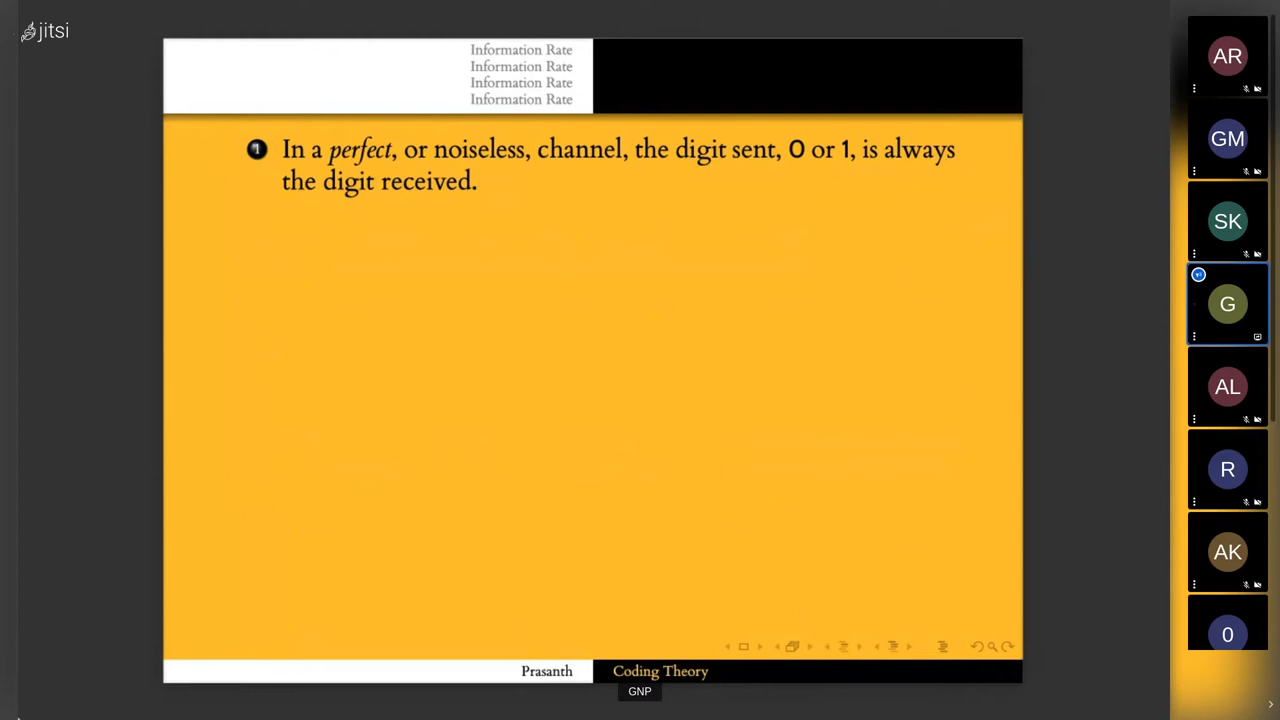 jitsi
Information Rate
Information Rate
Information Rate
Information Rate
1 In a perfect, or noiseless, channel, the digit sent, 0 or 1, is always
the digit received.
Prasanth Coding Theory
GNP
AR
GM
SK
G
AL
R
AK
0